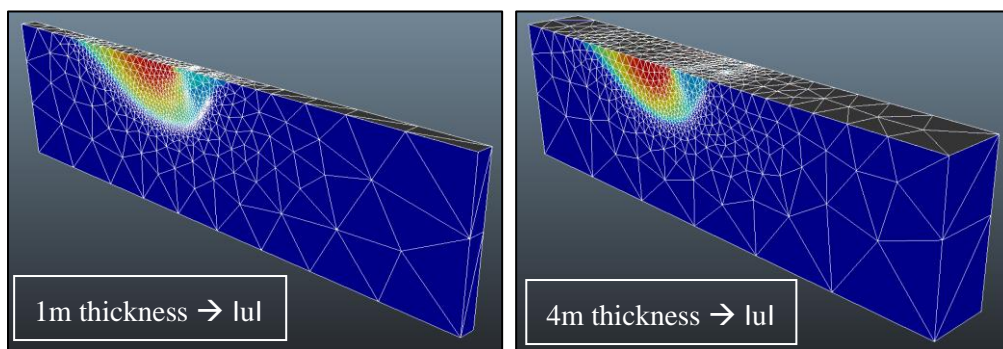 1m thickness → |u|
4m thickness → |u|